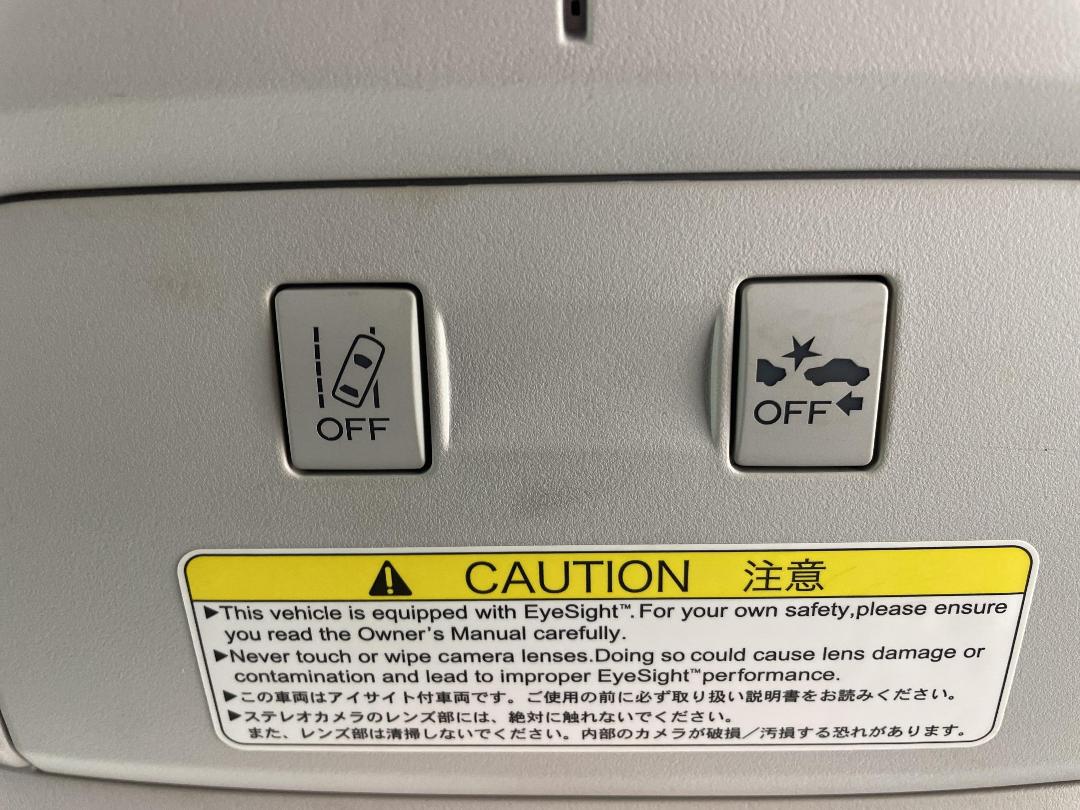 OFF
OFF
CAUTION 注意
▶This vehicle is equipped with EyeSight™. For your own safety,please ensure
you read the Owner's Manual carefully.
▶Never touch or wipe camera lenses.Doing so could cause lens damage or
contamination and lead to improper EyeSight™performance.
▶この車両はアイサイト付車両です。ご使用の前に必ず取り扱い説明書をお読みください。
▶ステレオカメラのレンズ部には、絶対に触れないでください。
また、レンズ部は清掃しないでください。内部のカメラが破損／汚損する恐れがあります。